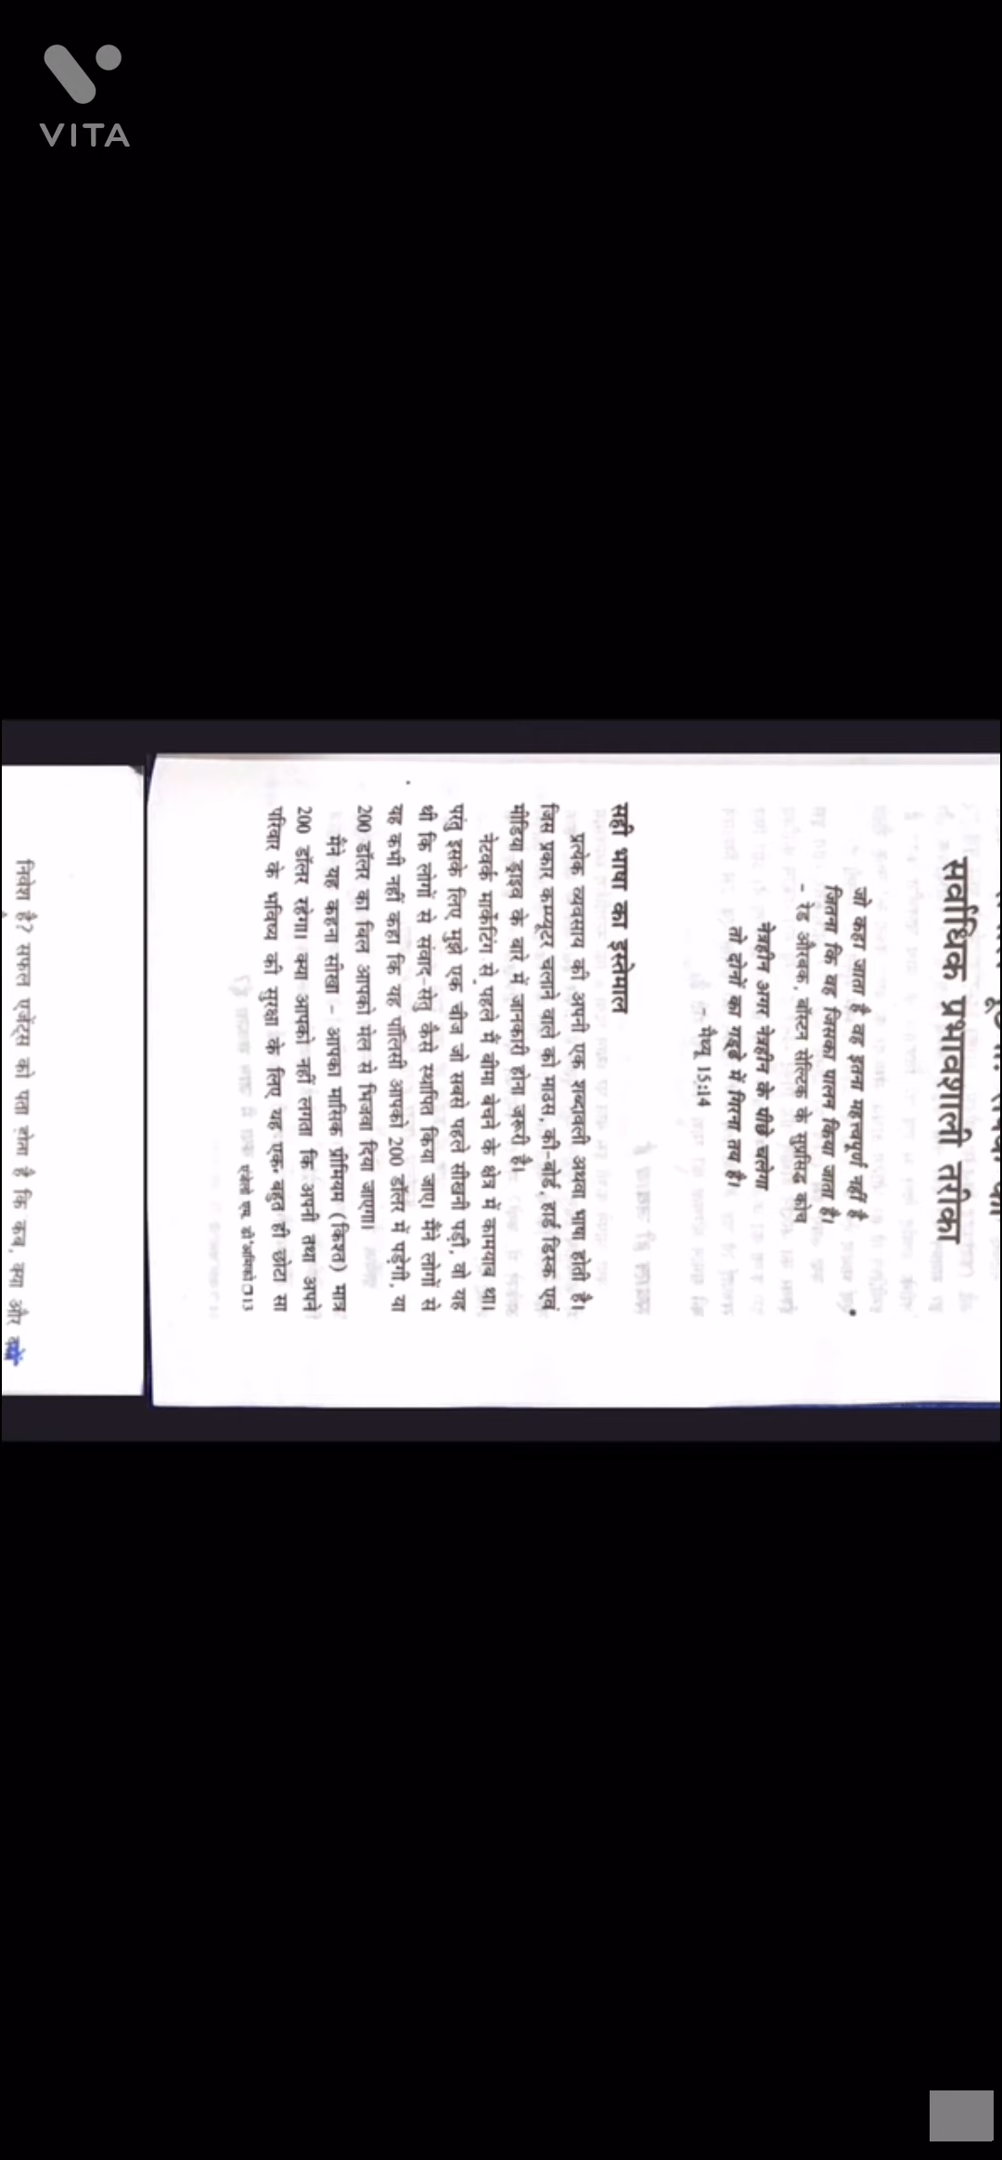 VITA
सर्वाधिक प्रभावशाली तरीका
जो कहा जाता है वह इतना महत्त्वपूर्ण नहीं है
जितना कि वह जिसका पालन किया जाता है।
- रेड औरबक, बॉस्टन सेल्टिक के सुप्रसिद्ध कोच
नेत्रहीन अगर नेत्रहीन के पीछे चलेगा
तो दोनों का गड्ढे में गिरना तय है।
- मैथ्यू 15:14
सही भाषा का इस्तेमाल
प्रत्येक व्यवसाय की अपनी एक शब्दावली अथवा भाषा होती है।
जिस प्रकार कम्प्यूटर चलाने वाले को माउस, की-बोर्ड, हार्ड डिस्क एवं
मीडिया ड्राइव के बारे में जानकारी होना जरूरी है।
नेटवर्क मार्केटिंग से पहले मैं बीमा बेचने के क्षेत्र में कामयाब था।
परंतु इसके लिए मुझे एक चीज जो सबसे पहले सीखनी पड़ी, वो यह
थी कि लोगों से संवाद-सेतु कैसे स्थापित किया जाए। मैंने लोगों से
यह कभी नहीं कहा कि यह पॉलिसी आपको 200 डॉलर में पड़ेगी, या
200 डॉलर का बिल आपको मेल से भिजवा दिया जाएगा।
मैंने यह कहना सीखा - आपका मासिक प्रीमियम (किश्त) मात्र
200 डॉलर रहेगा। क्या आपको नहीं लगता कि अपनी तथा अपने
परिवार के भविष्य की सुरक्षा के लिए यह एक बहुत ही छोटा सा
13
निवेश है? सफल एजेंट्स को पता होता है कि कब, क्या और